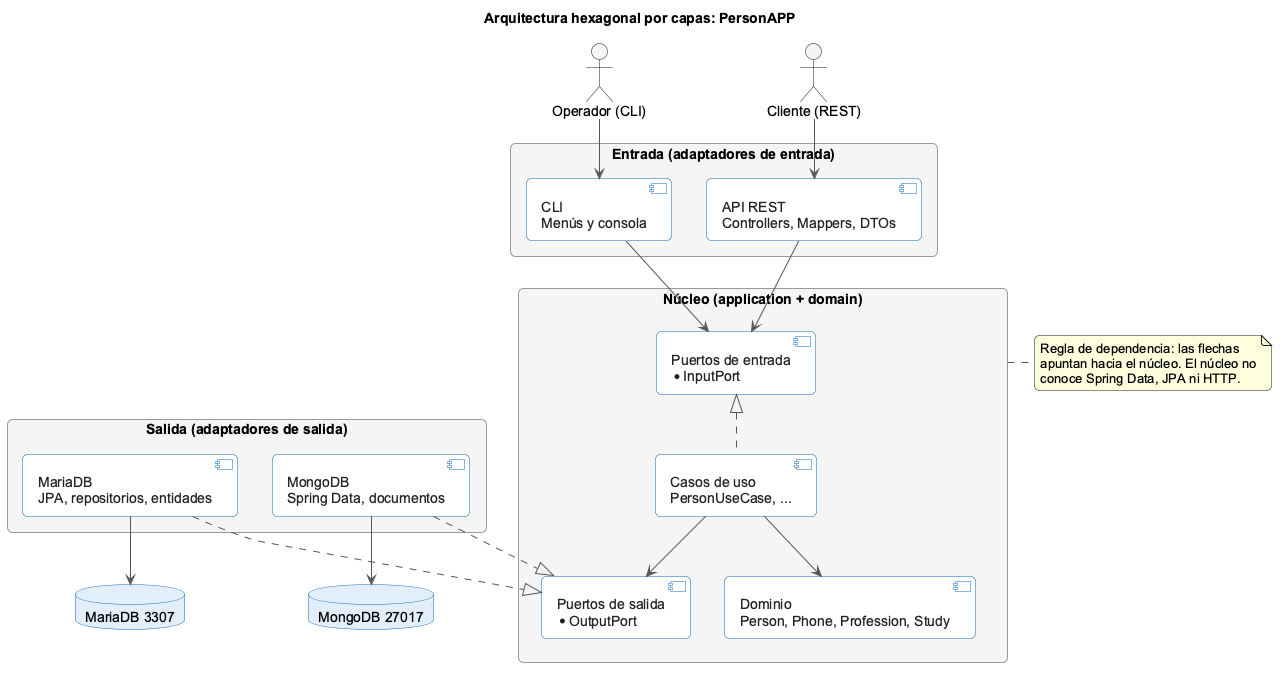 Arquitectura hexagonal por capas: PersonAPP
Operador (CLI)
Cliente (REST)
Entrada (adaptadores de entrada)
CLI
Menús y consola
API REST
Controllers, Mappers, DTOs
Núcleo (application + domain)
Puertos de entrada
• InputPort
Regla de dependencia: las flechas
apuntan hacia el núcleo. El núcleo no
conoce Spring Data, JPA ni HTTP.
Salida (adaptadores de salida)
MariaDB
JPA, repositorios, entidades
MongoDB
Spring Data, documentos
Casos de uso
PersonUseCase, ...
MariaDB 3307
MongoDB 27017
Puertos de salida
• OutputPort
Dominio
Person, Phone, Profession, Study